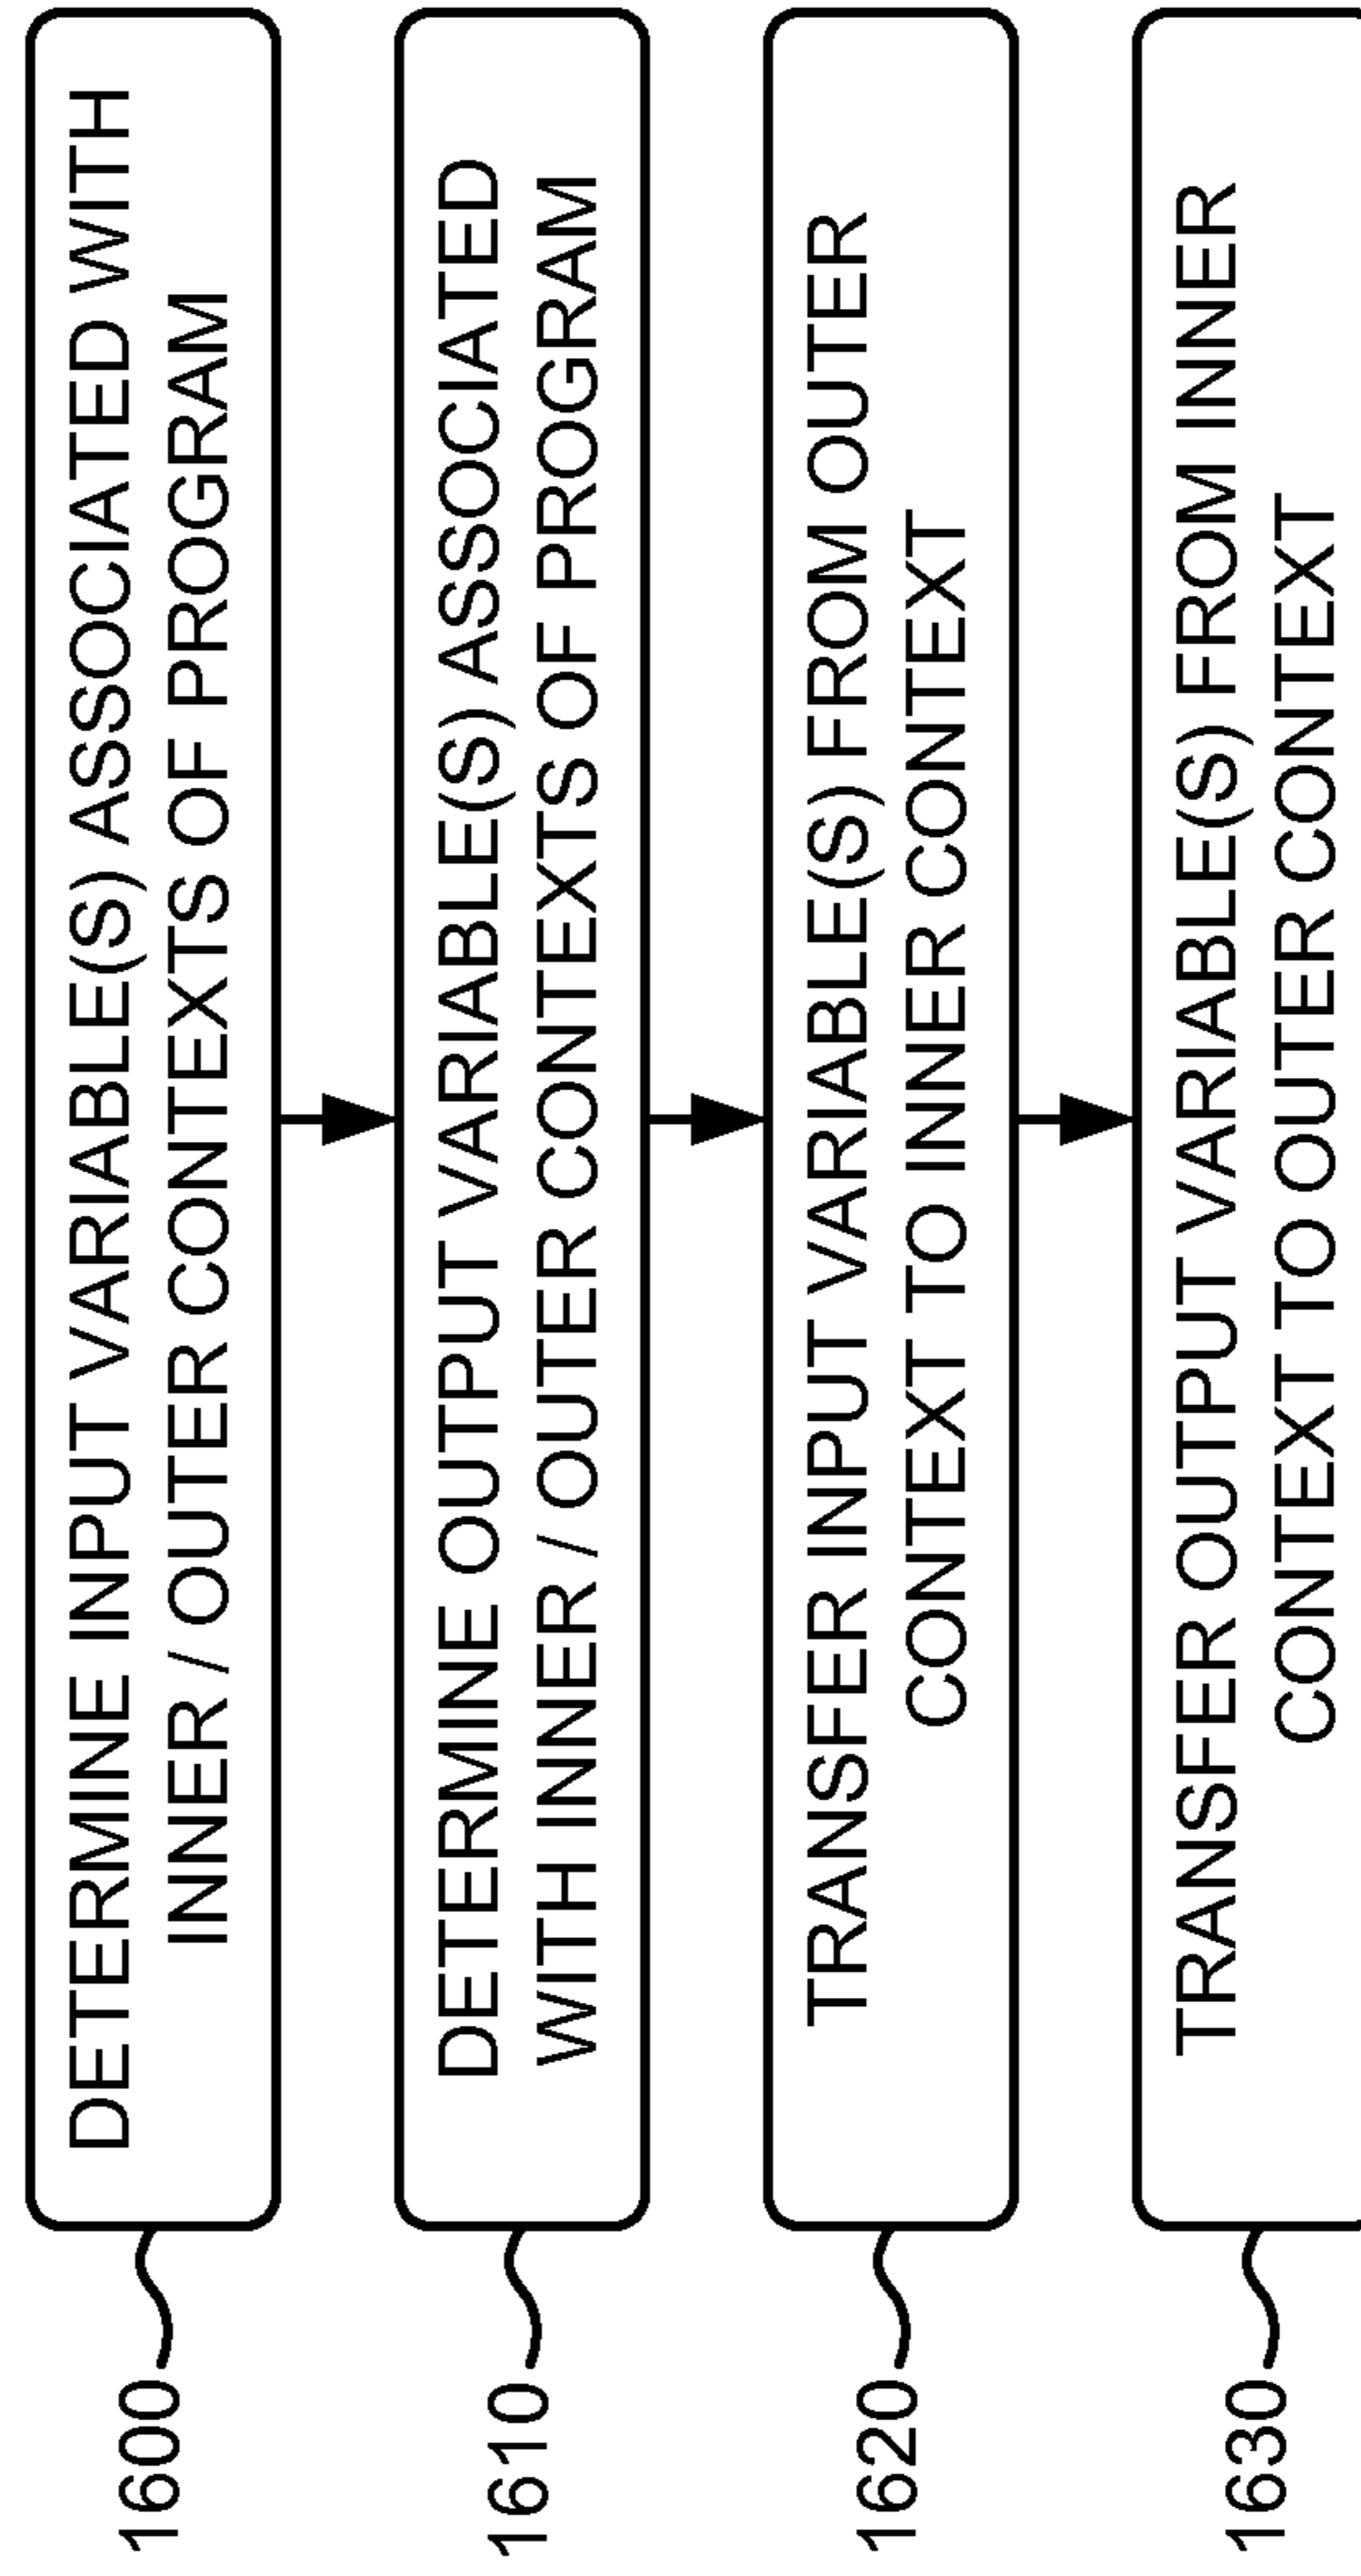 1600
DETERMINE INPUT VARIABLE(S) ASSOCIATED WITH
INNER / OUTER CONTEXTS OF PROGRAM
1610
DETERMINE OUTPUT VARIABLE(S) ASSOCIATED
WITH INNER / OUTER CONTEXTS OF PROGRAM
1620
TRANSFER INPUT VARIABLE(S) FROM OUTER
CONTEXT TO INNER CONTEXT
1630
TRANSFER OUTPUT VARIABLE(S) FROM INNER
CONTEXT TO OUTER CONTEXT